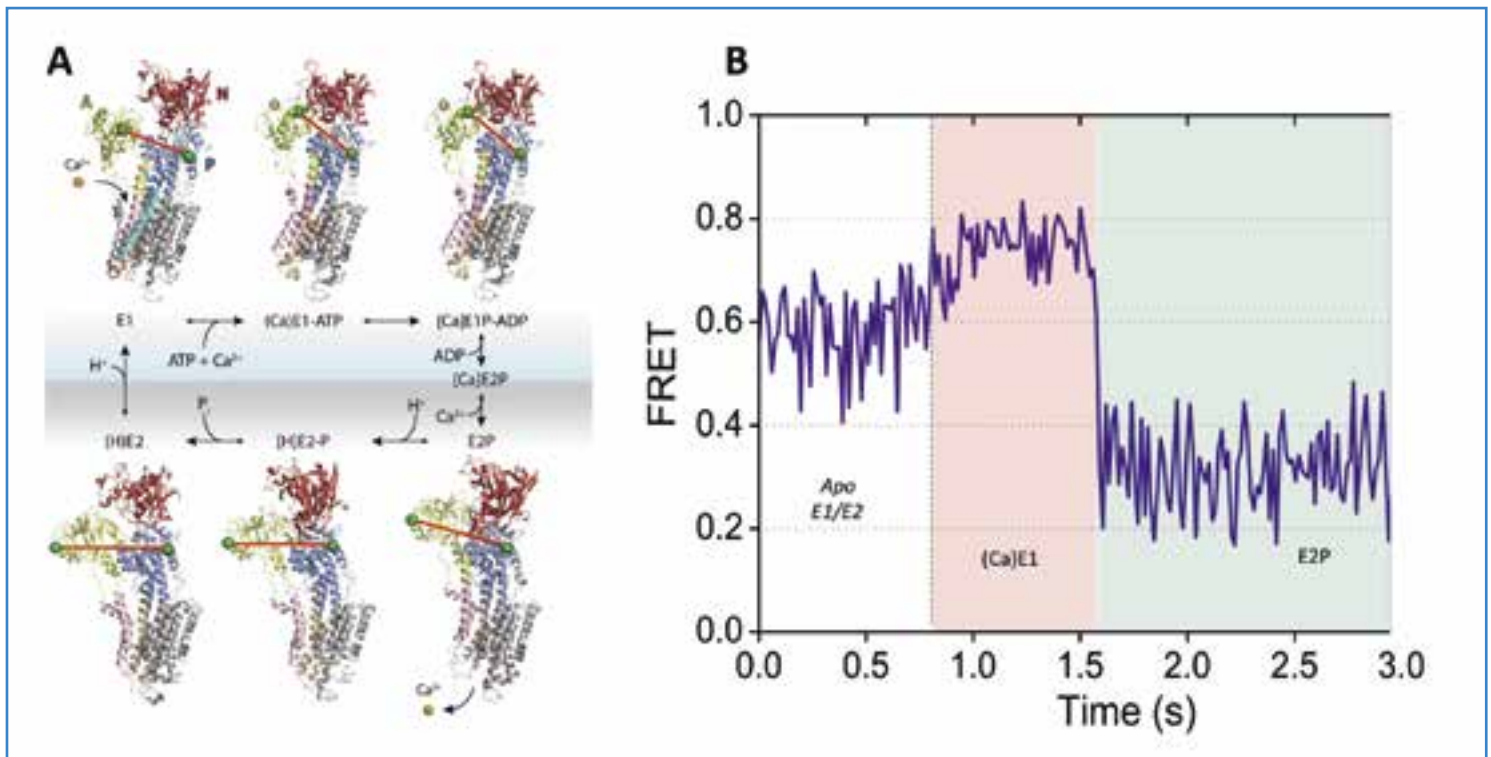 A
N
A
Ca²⁺
P
E1
(Ca)E1-ATP
[Ca]E1P-ADP
ATP + Ca²⁺
ADP
H⁺
[Ca]E2P
P
H⁺
Ca²⁺
[H]E2
[H]E2-P
E2P
Ca²⁺
B
1.0
0.8
0.6
0.4
0.2
0.0
FRET
Apo
E1/E2
(Ca)E1
E2P
0.0 0.5 1.0 1.5 2.0 2.5 3.0
Time (s)